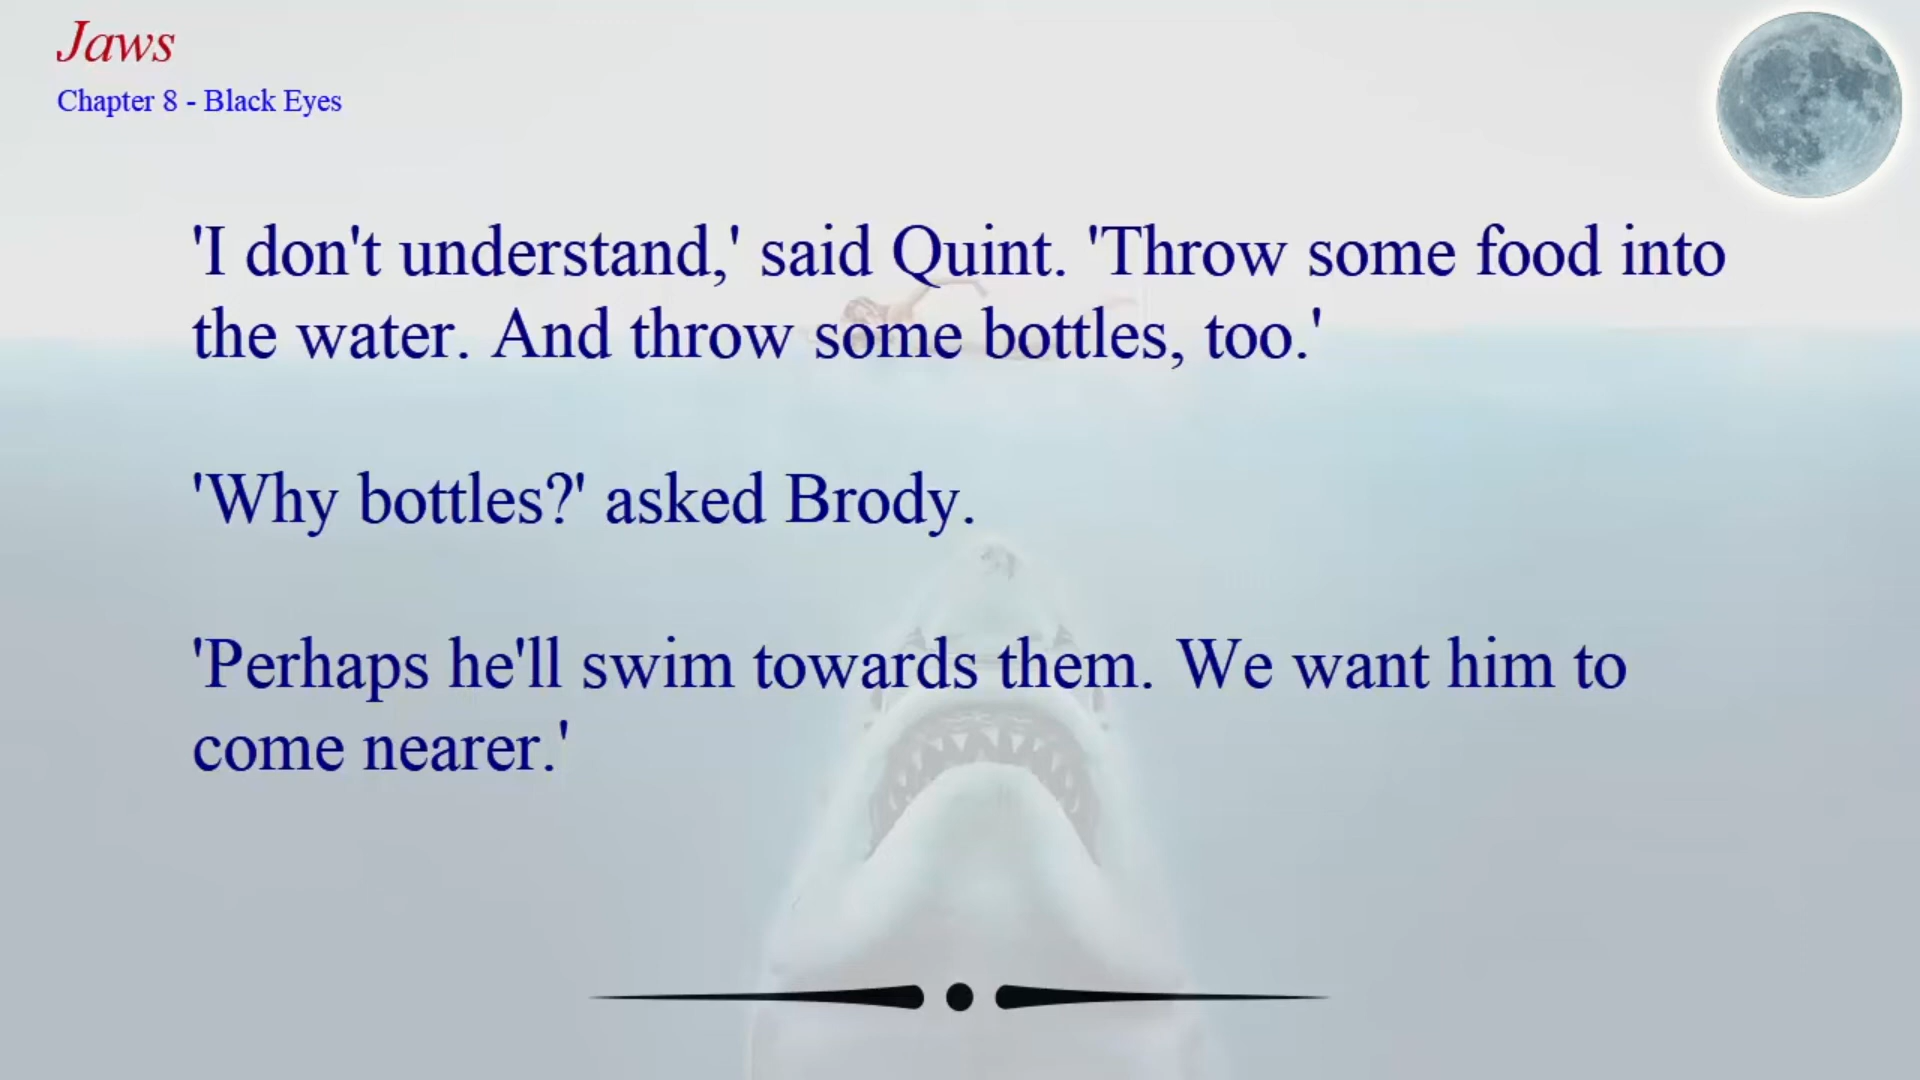 Jaws
Chapter 8 - Black Eyes
'I don't understand,' said Quint. 'Throw some food into
the water. And throw some bottles, too.'
'Why bottles?' asked Brody.
'Perhaps he'll swim towards them. We want him to
come nearer.'